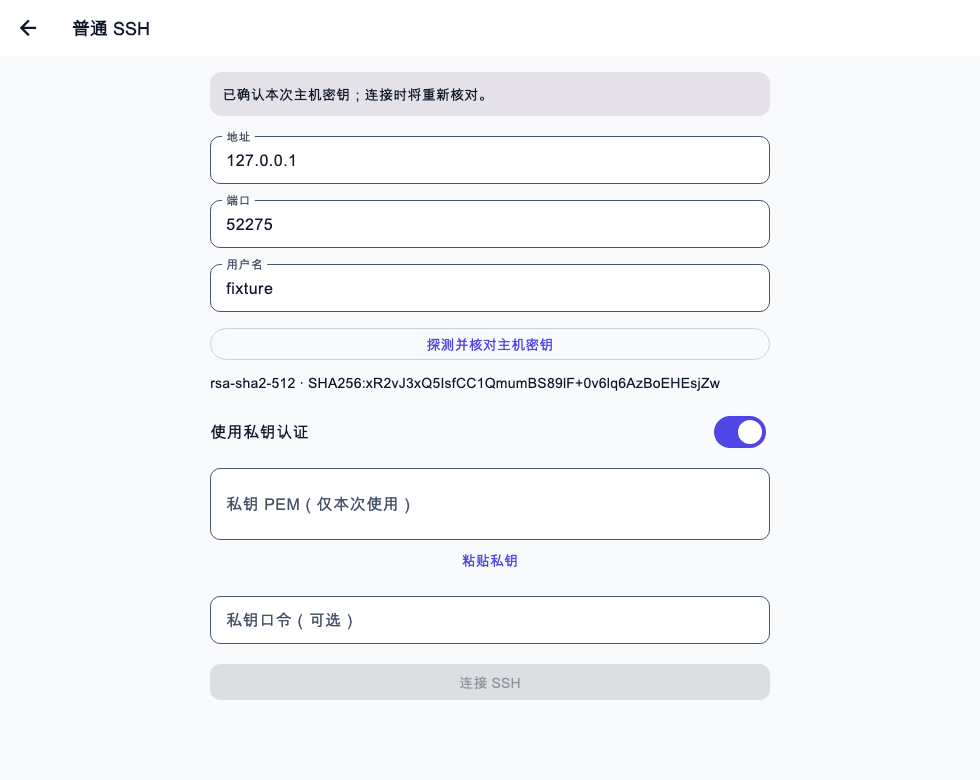 普通 SSH
已确认本次主机密钥；连接时将重新核对。
地址
127.0.0.1
端口
52275
用户名
fixture
探测并核对主机密钥
rsa-sha2-512 · SHA256:xR2vJ3xQ5IsfCC1QmumBS89lF+0v6lq6AzBoEHEsjZw
使用私钥认证
私钥 PEM（仅本次使用）
粘贴私钥
私钥口令（可选）
连接 SSH